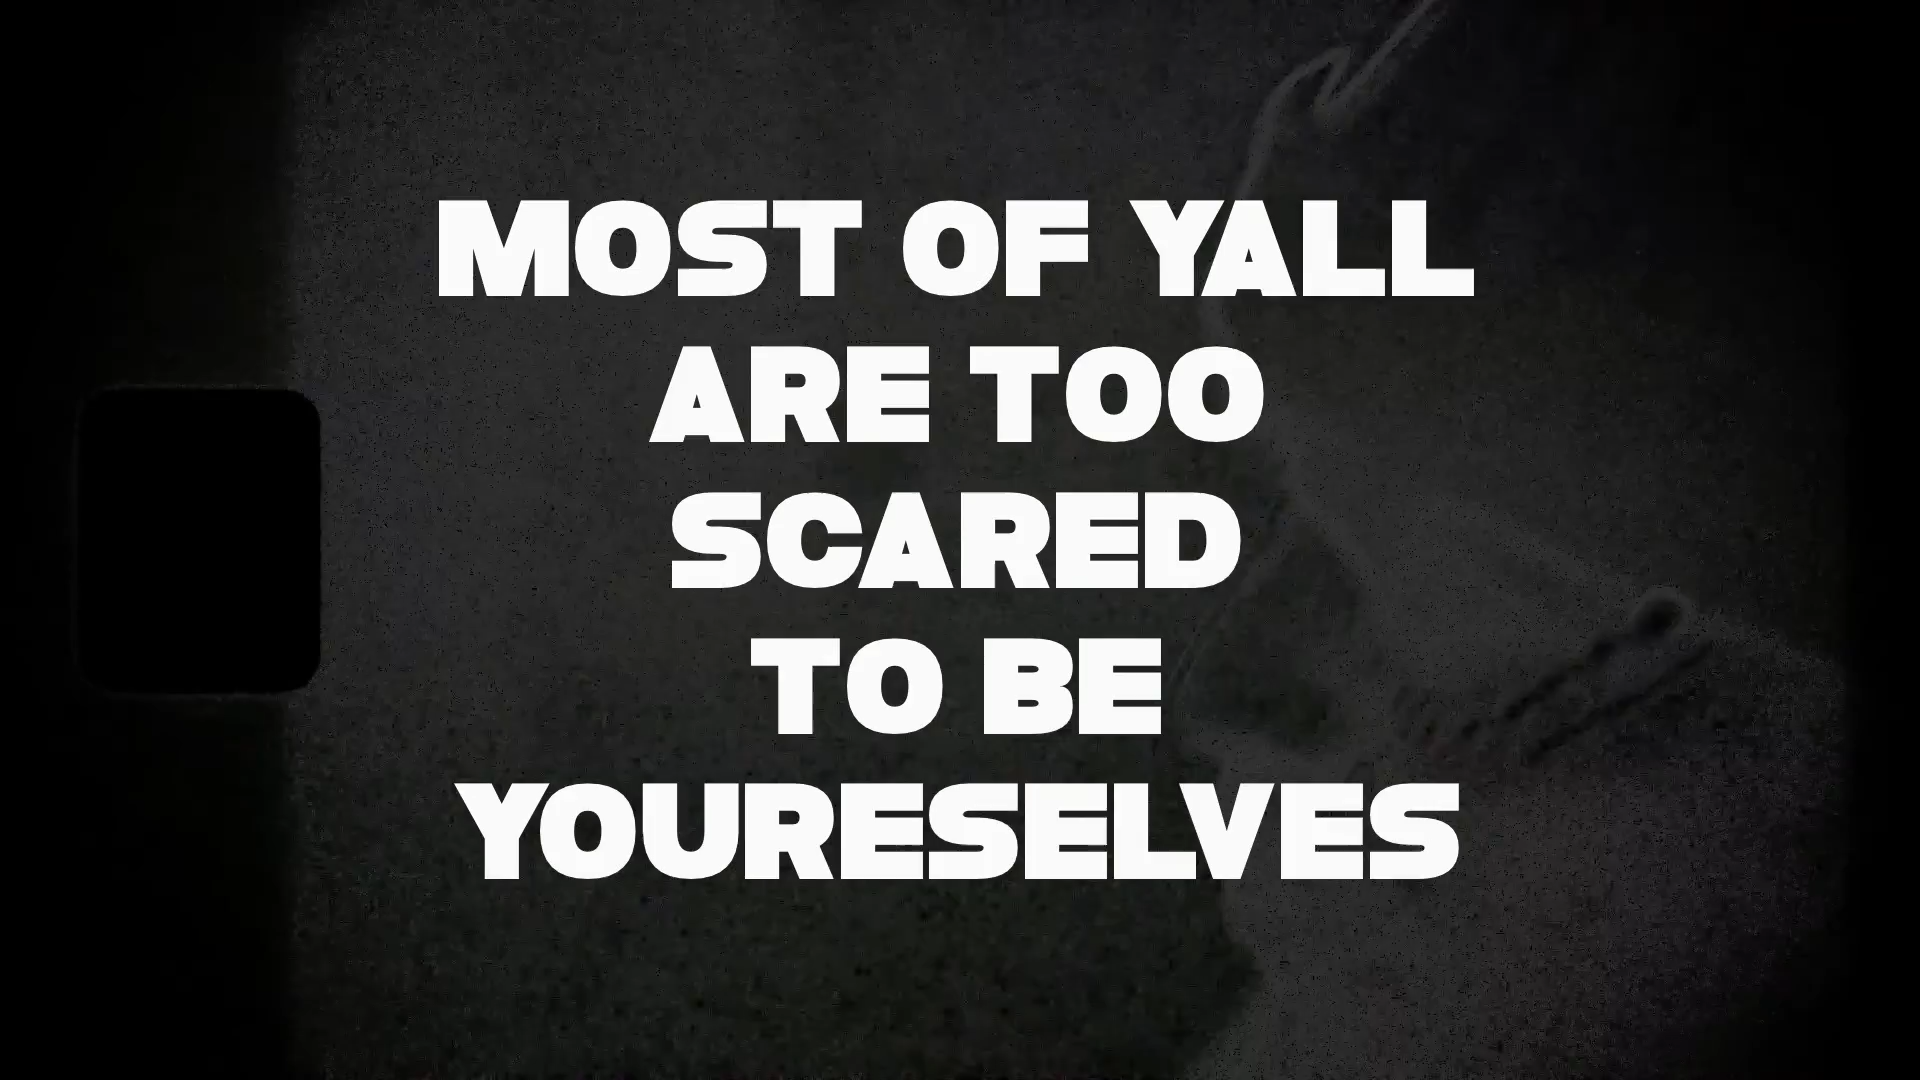 MOST OF YALL
ARE TOO
SCARED
TO BE
YOURESELVES